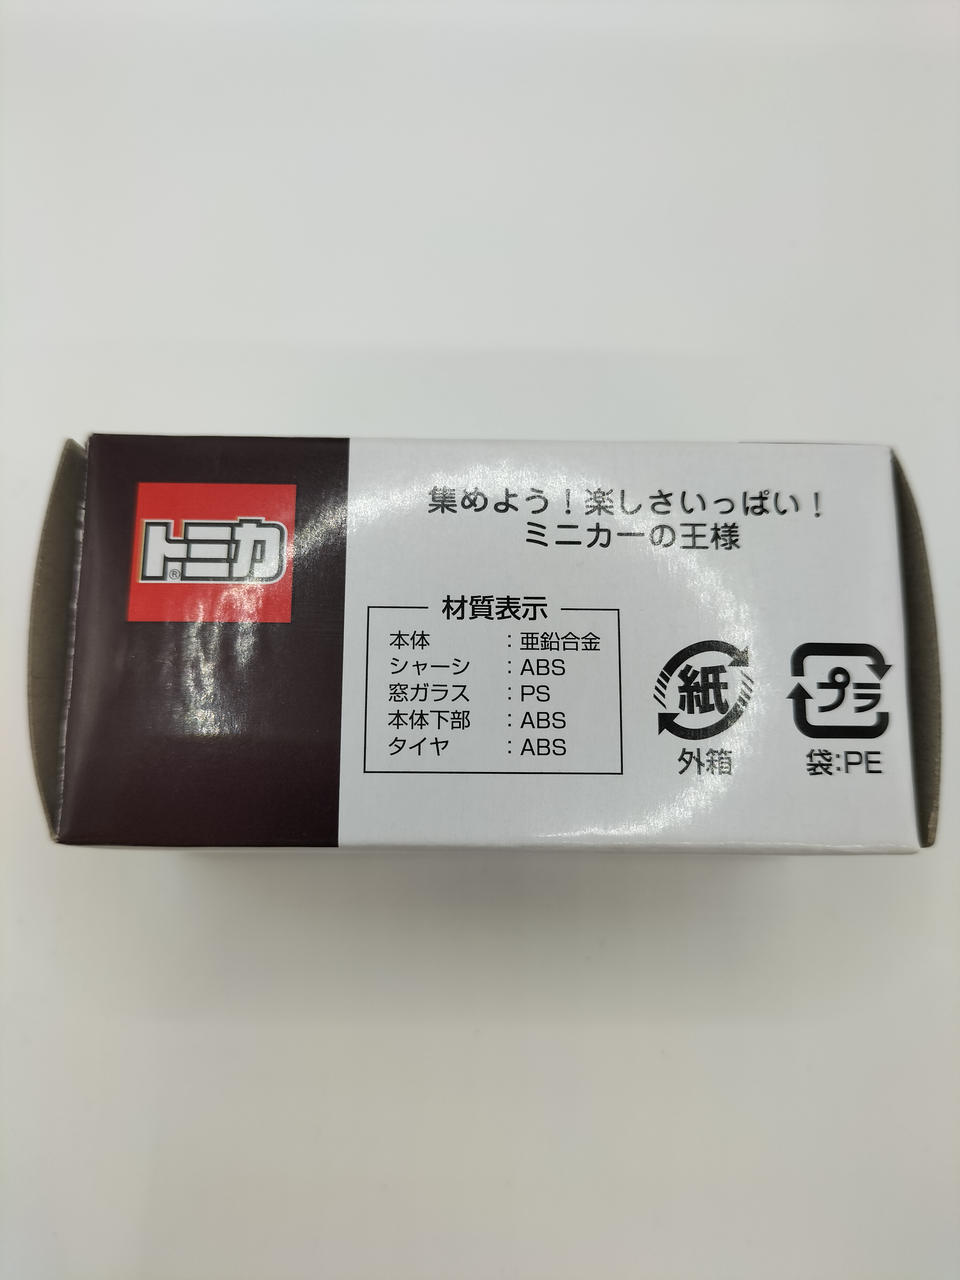 トミカ®
集めよう！楽しさいっぱい！
ミニカーの王様
材質表示
本体 : 亜鉛合金
シャーシ : ABS
窓ガラス : PS
本体下部 : ABS
タイヤ : ABS
紙
外箱
プラ
袋:PE